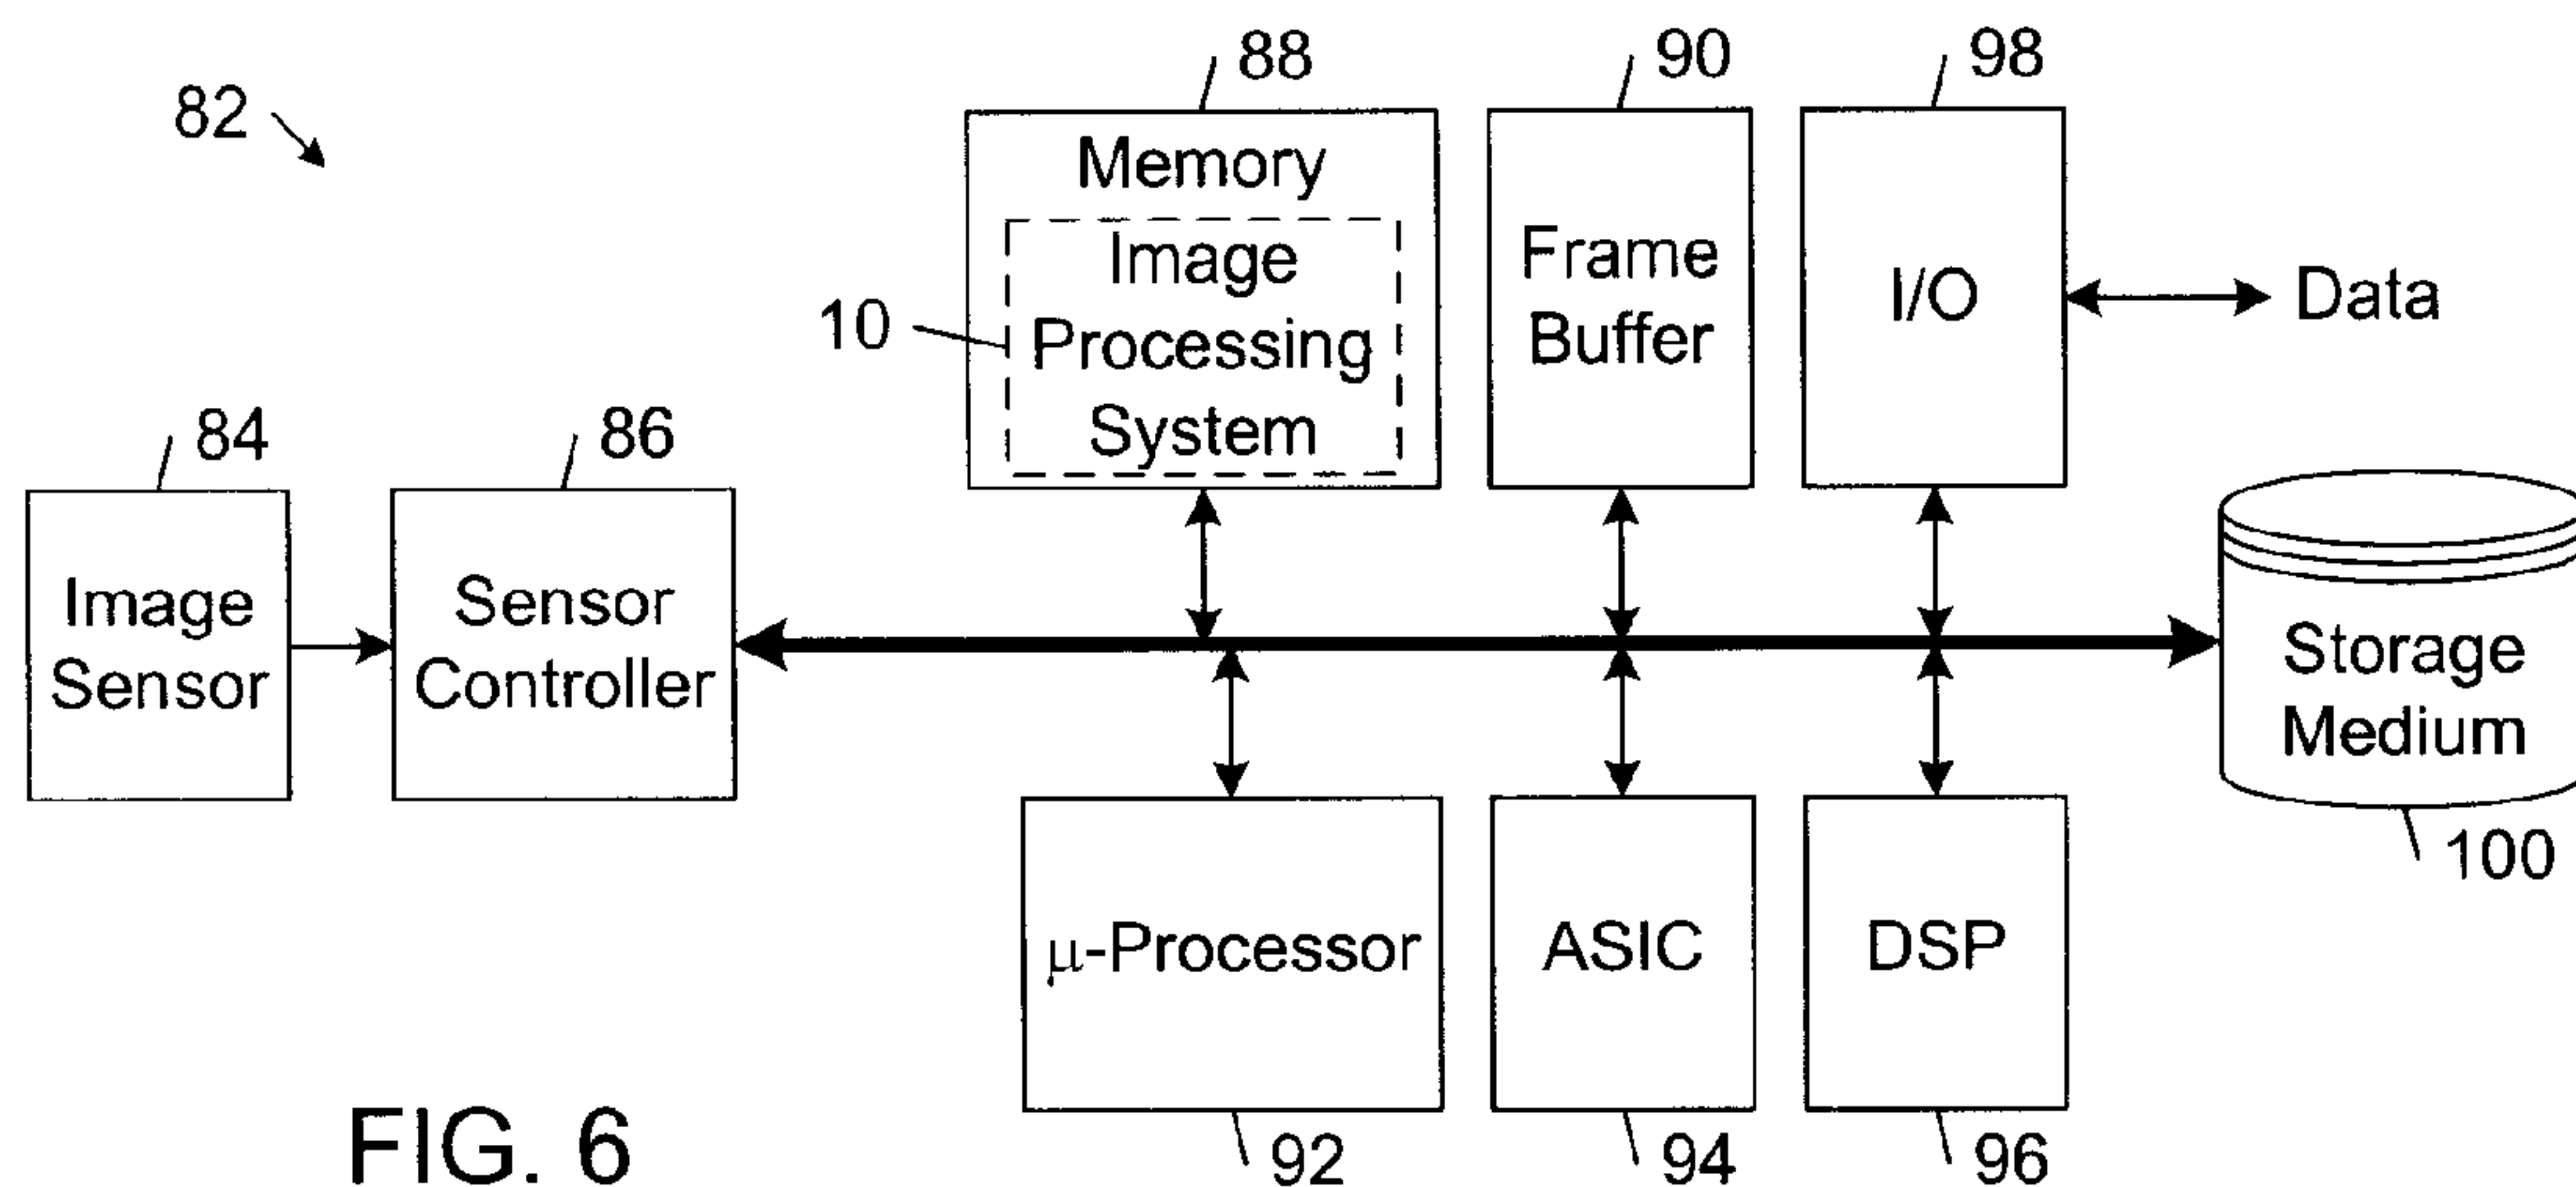 88
90
98
82
Memory
Image
Processing
System
10
Frame
Buffer
I/O
Data
84
86
Image
Sensor
Sensor
Controller
Storage
Medium
100
μ-Processor
ASIC
DSP
92
94
96
FIG. 6